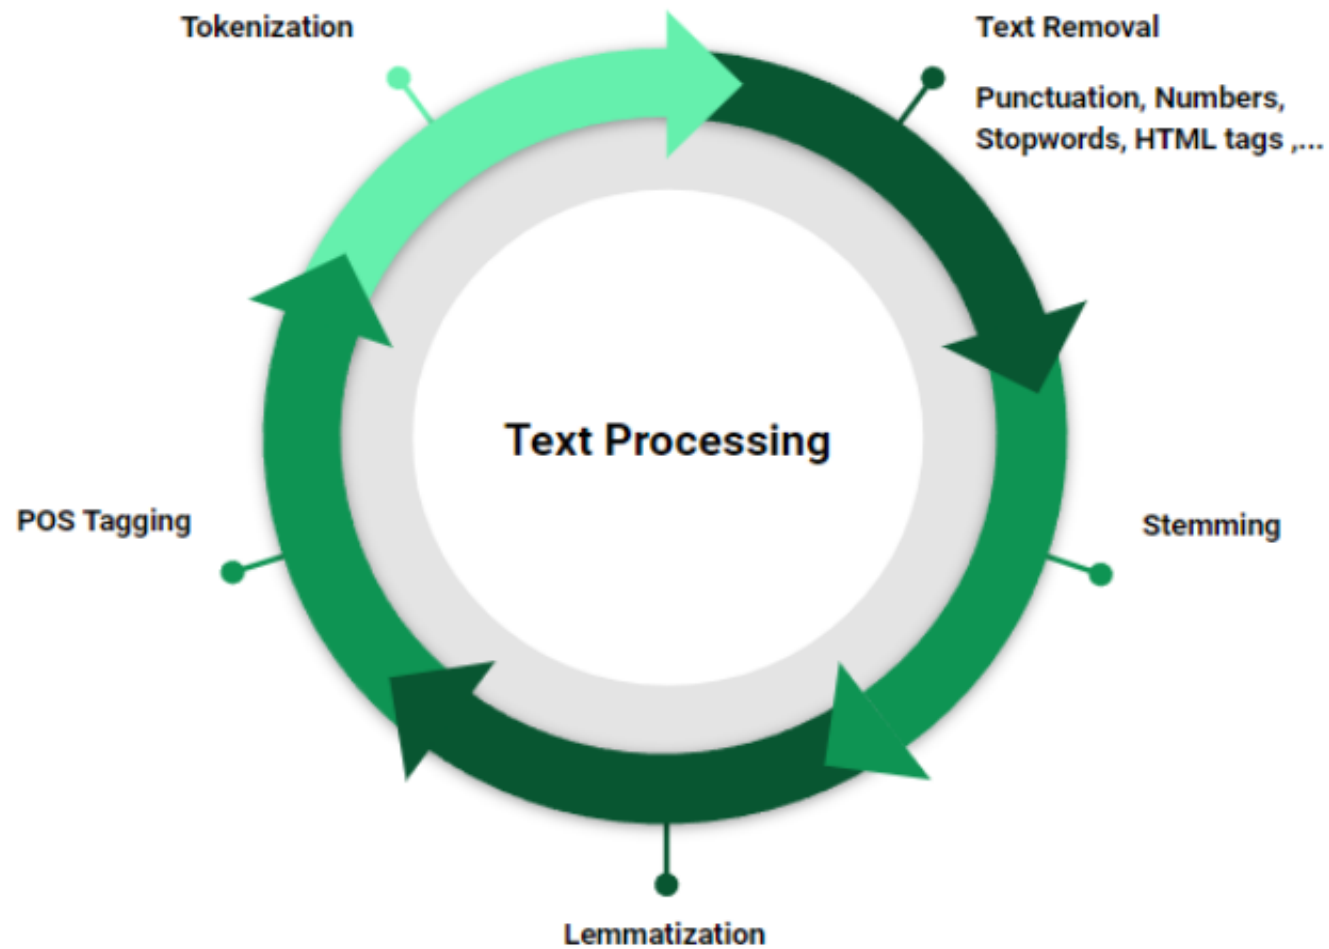 Tokenization
Text Removal
Punctuation, Numbers,
Stopwords, HTML tags ,...
Text Processing
POS Tagging
Stemming
Lemmatization